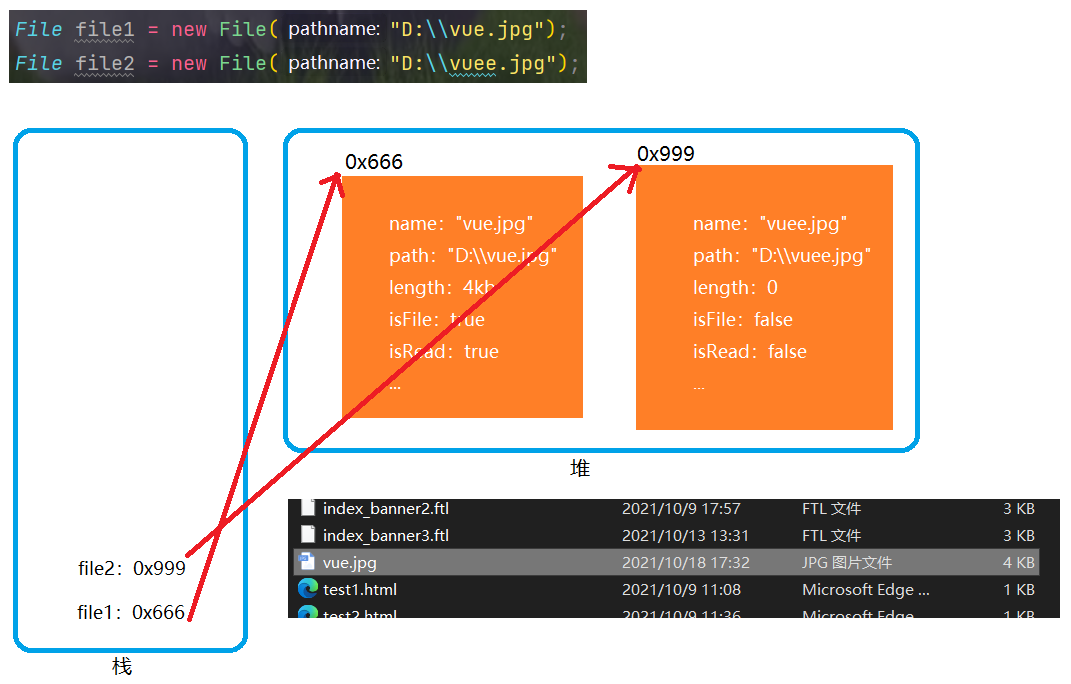 File file1 = new File( pathname: "D:\\vue.jpg");
File file2 = new File( pathname: "D:\\vuee.jpg");
0x666
name："vue.jpg"
path："D:\\vue.jpg"
length：4kb
isFile：true
isRead：true
...
0x999
name："vuee.jpg"
path："D:\\vuee.jpg"
length：0
isFile：false
isRead：false
...
堆
file2：0x999
file1：0x666
栈
index_banner2.ftl 2021/10/9 17:57 FTL 文件 3 KB
index_banner3.ftl 2021/10/13 13:31 FTL 文件 3 KB
vue.jpg 2021/10/18 17:32 JPG 图片文件 4 KB
test1.html 2021/10/9 11:08 Microsoft Edge ... 1 KB
test2.html 2021/10/9 11:36 Microsoft Edge 1 KB